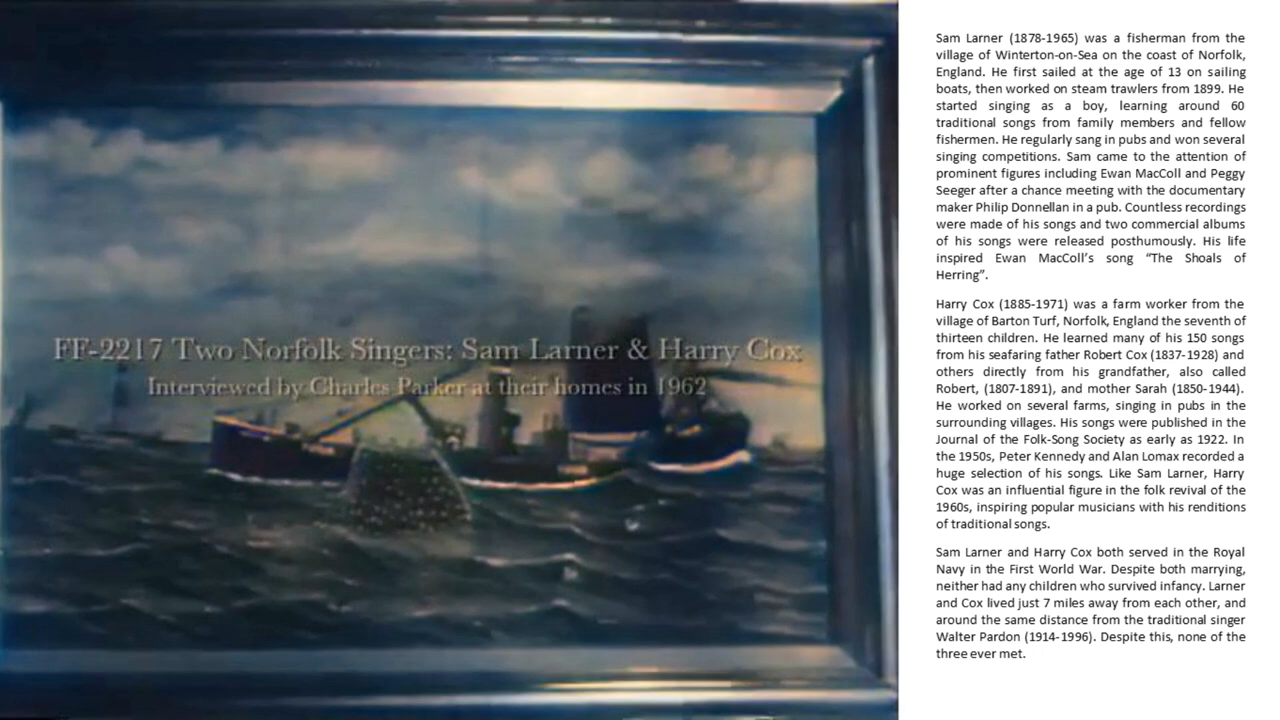 FF-2217 Two Norfolk Singers: Sam Larner & Harry Cox
Interviewed by Charles Parker at their homes in 1962
Sam Larner (1878-1965) was a fisherman from the
village of Winterton-on-Sea on the coast of Norfolk,
England. He first sailed at the age of 13 on sailing
boats, then worked on steam trawlers from 1899. He
started singing as a boy, learning around 60
traditional songs from family members and fellow
fishermen. He regularly sang in pubs and won several
singing competitions. Sam came to the attention of
prominent figures including Ewan MacColl and Peggy
Seeger after a chance meeting with the documentary
maker Philip Donnellan in a pub. Countless recordings
were made of his songs and two commercial albums
of his songs were released posthumously. His life
inspired Ewan MacColl's song “The Shoals of
Herring”.
Harry Cox (1885-1971) was a farm worker from the
village of Barton Turf, Norfolk, England the seventh of
thirteen children. He learned many of his 150 songs
from his seafaring father Robert Cox (1837-1928) and
others directly from his grandfather, also called
Robert, (1807-1891), and mother Sarah (1850-1944).
He worked on several farms, singing in pubs in the
surrounding villages. His songs were published in the
Journal of the Folk-Song Society as early as 1922. In
the 1950s, Peter Kennedy and Alan Lomax recorded a
huge selection of his songs. Like Sam Larner, Harry
Cox was an influential figure in the folk revival of the
1960s, inspiring popular musicians with his renditions
of traditional songs.
Sam Larner and Harry Cox both served in the Royal
Navy in the First World War. Despite both marrying,
neither had any children who survived infancy. Larner
and Cox lived just 7 miles away from each other, and
around the same distance from the traditional singer
Walter Pardon (1914-1996). Despite this, none of the
three ever met.